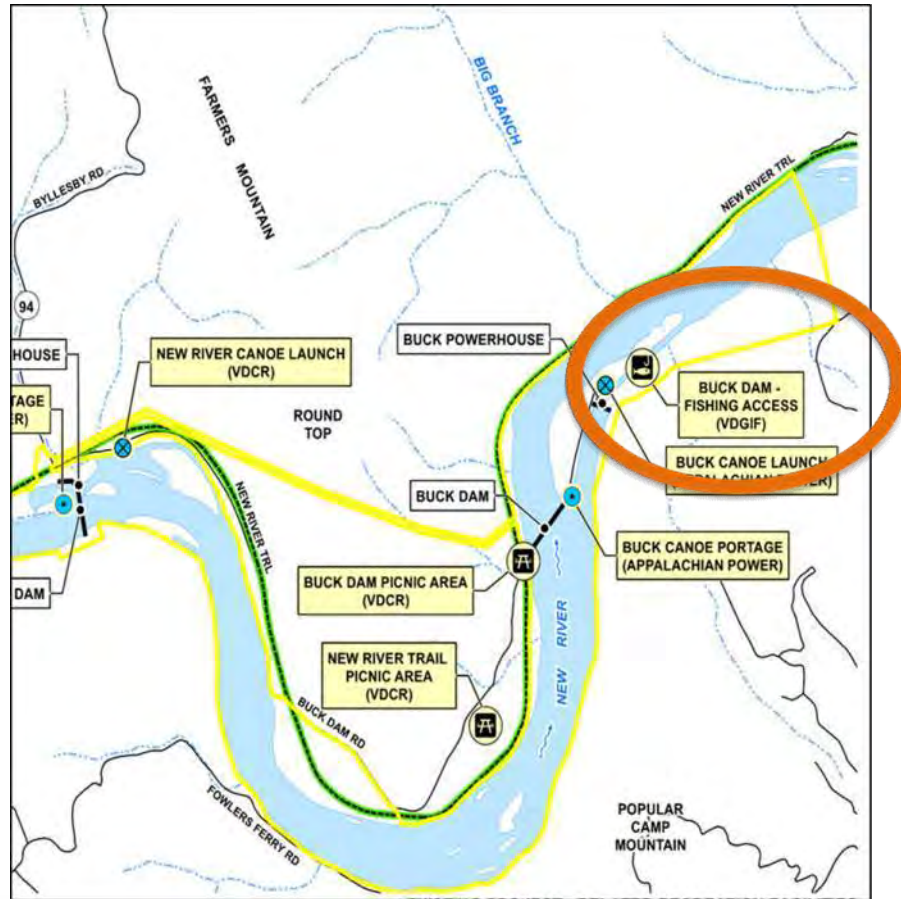 FARMERS
MOUNTAIN
BIG BRANCH
BYLLESBY RD
NEW RIVER TRL
94
HOUSE
NEW RIVER CANOE LAUNCH
(VDCR)
BUCK POWERHOUSE
TAGE
ER)
ROUND
TOP
BUCK DAM -
FISHING ACCESS
(VDGIF)
BUCK CANOE LAUNCH
NEW RIVER TRL
BUCK DAM
DAM
BUCK CANOE PORTAGE
(APPALACHIAN POWER)
BUCK DAM PICNIC AREA
(VDCR)
NEW RIVER
NEW RIVER TRAIL
PICNIC AREA
(VDCR)
BUCK DAM RD
FOWLERS FERRY RD
POPULAR
CAMP
MOUNTAIN